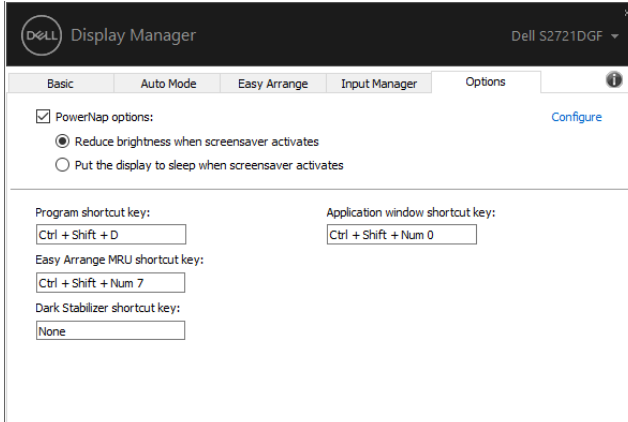 DELL Display Manager Dell S2721DGF
Basic Auto Mode Easy Arrange Input Manager Options
PowerNap options: Configure
Reduce brightness when screensaver activates
Put the display to sleep when screensaver activates
Program shortcut key: Application window shortcut key:
Ctrl + Shift + D Ctrl + Shift + Num 0
Easy Arrange MRU shortcut key:
Ctrl + Shift + Num 7
Dark Stabilizer shortcut key:
None